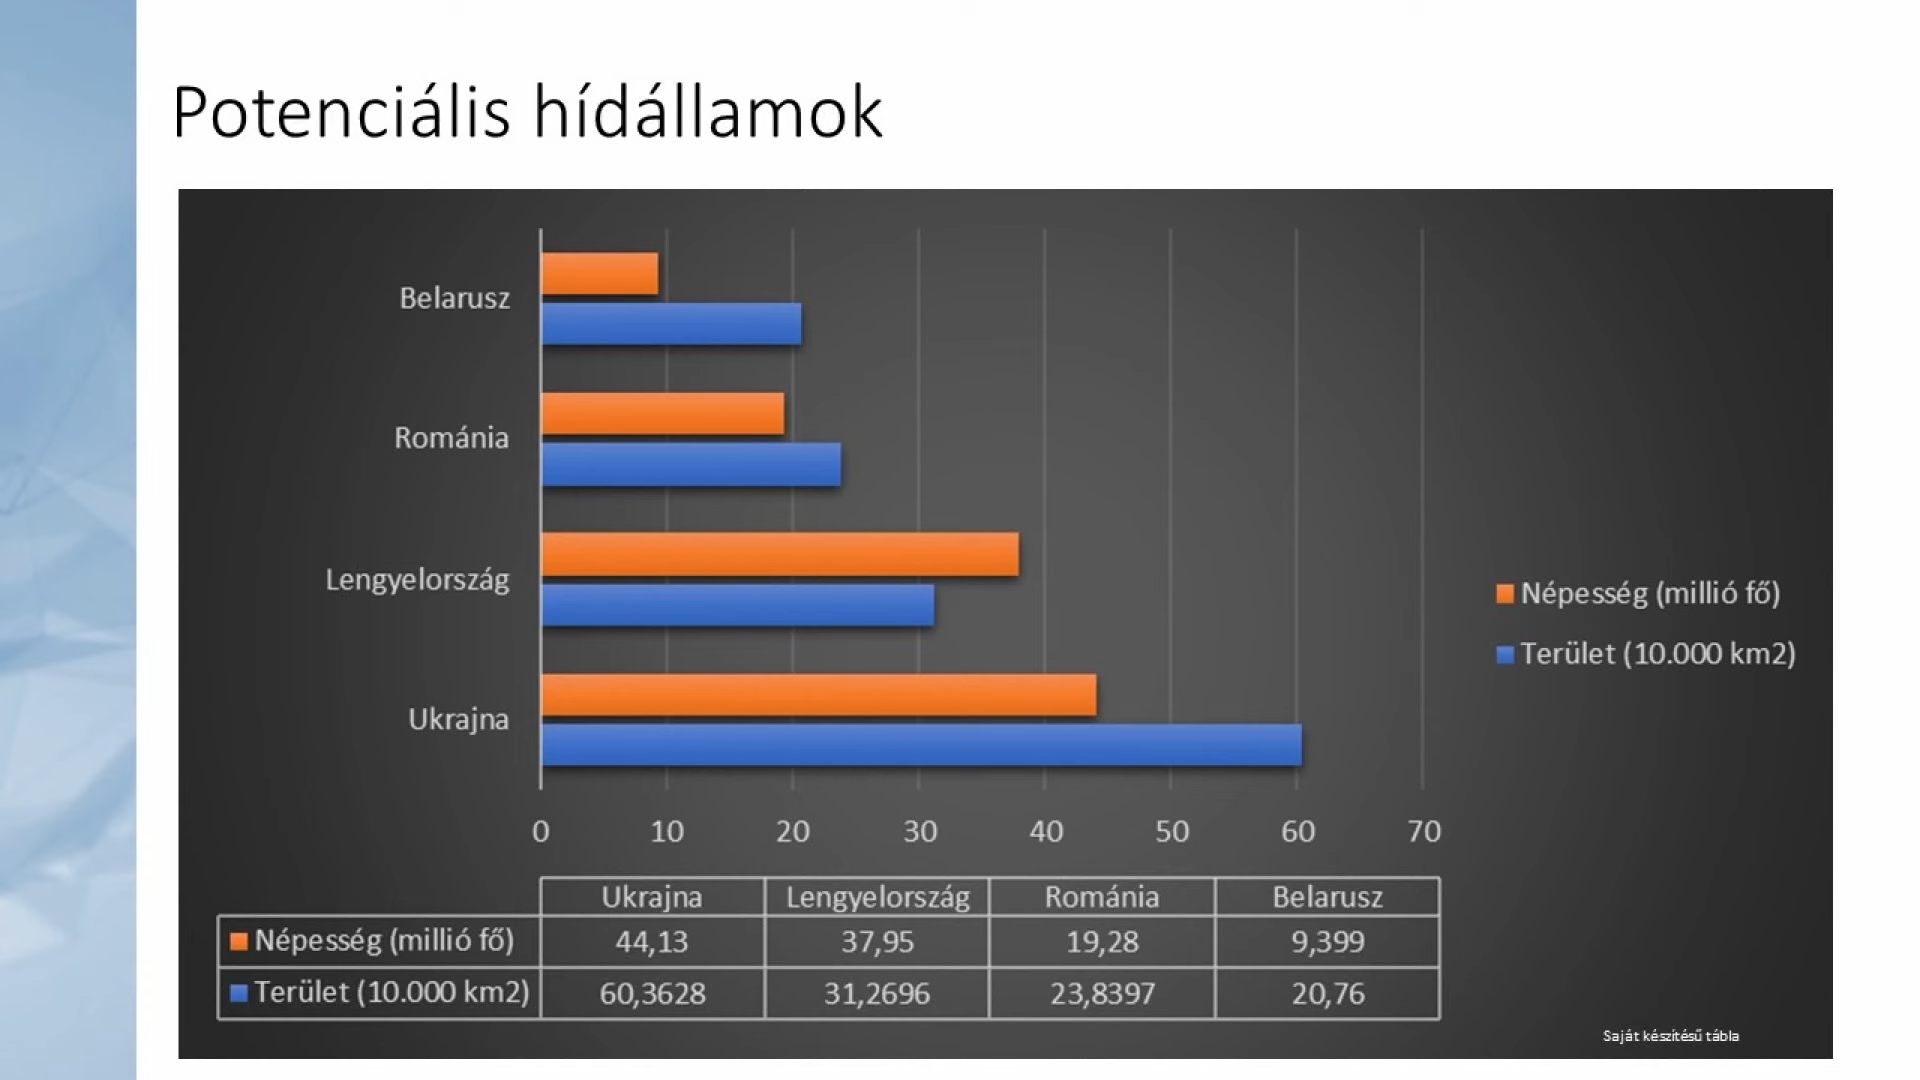 Potenciális hídállamok
Belarusz
Románia
Lengyelország
Ukrajna
0 10 20 30 40 50 60 70
Népesség (millió fő)
Terület (10.000 km2)
Ukrajna Lengyelország Románia Belarusz
Népesség (millió fő) 44,13 37,95 19,28 9,399
Terület (10.000 km2) 60,3628 31,2696 23,8397 20,76
Saját készítésű tábla